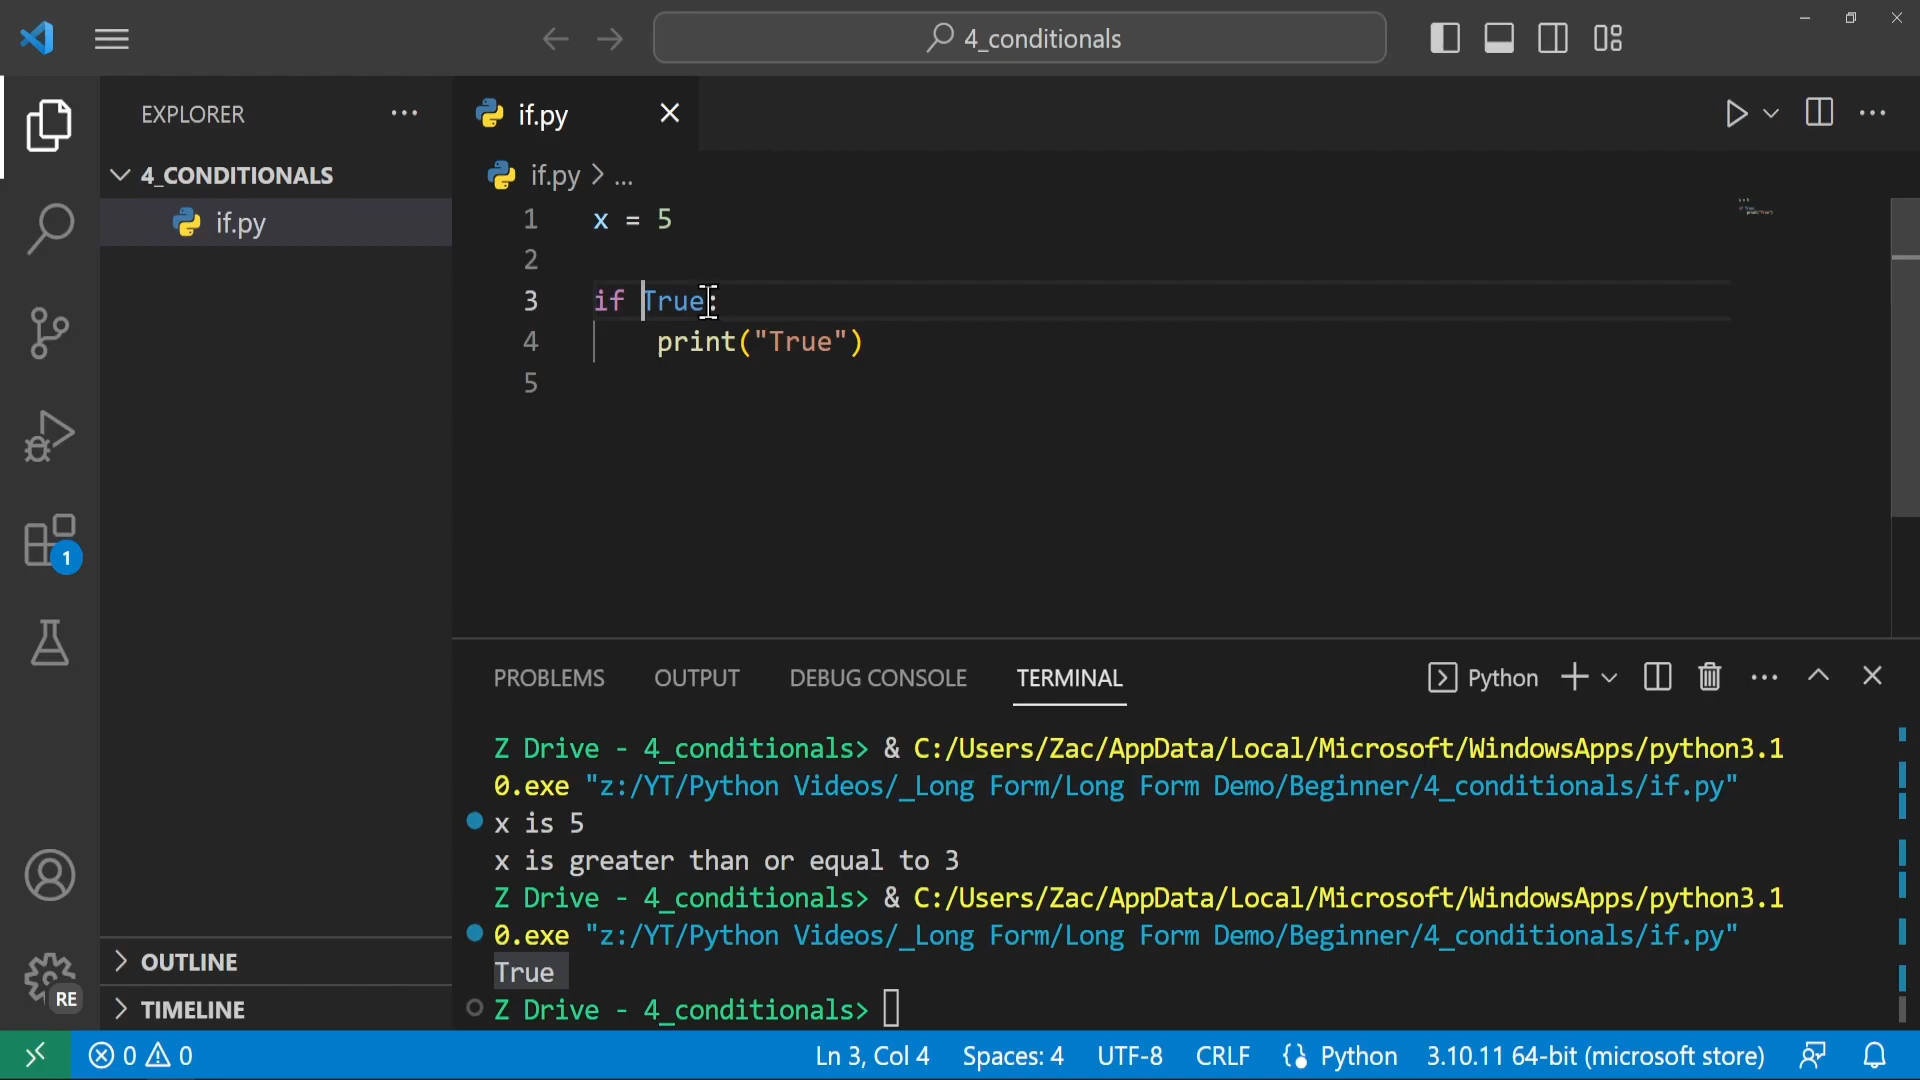 4_conditionals
EXPLORER
if.py
4_CONDITIONALS
if.py
if.py > ...
1 x = 5
2
3 if True:
4 print("True")
5
PROBLEMS OUTPUT DEBUG CONSOLE TERMINAL
Python
Z Drive - 4_conditionals> & C:/Users/Zac/AppData/Local/Microsoft/WindowsApps/python3.1
0.exe "z:/YT/Python Videos/_Long Form/Long Form Demo/Beginner/4_conditionals/if.py"
x is 5
x is greater than or equal to 3
Z Drive - 4_conditionals> & C:/Users/Zac/AppData/Local/Microsoft/WindowsApps/python3.1
0.exe "z:/YT/Python Videos/_Long Form/Long Form Demo/Beginner/4_conditionals/if.py"
True
Z Drive - 4_conditionals>
1
RE
OUTLINE
TIMELINE
0 0
Ln 3, Col 4 Spaces: 4 UTF-8 CRLF Python 3.10.11 64-bit (microsoft store)